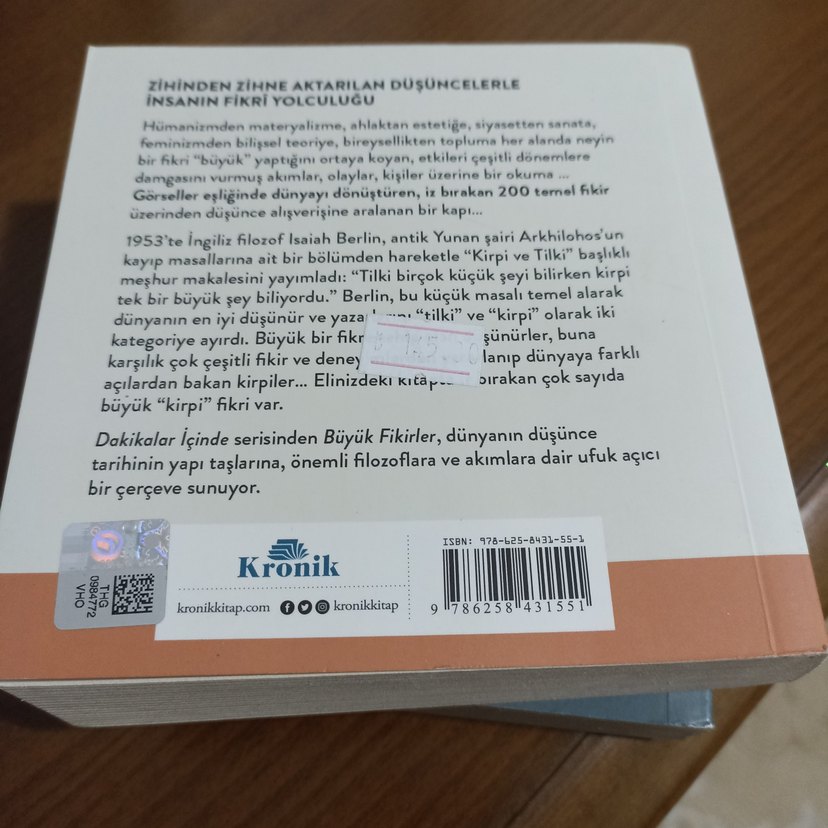 ZİHİNDEN ZİHNE AKTARILAN DÜŞÜNCELERLE
İNSANIN FİKRÎ YOLCULUĞU
Hümanizmden materyalizme, ahlaktan estetiğe, siyasetten sanata,
feminizmden bilişsel teoriye, bireysellikten topluma her alanda neyin
bir fikri “büyük” yaptığını ortaya koyan, etkileri çeşitli dönemlere
damgasını vurmuş akımlar, olaylar, kişiler üzerine bir okuma ...
Görseller eşliğinde dünyayı dönüştüren, iz bırakan 200 temel fikir
üzerinden düşünce alışverişine aralanan bir kapı...
1953’te İngiliz filozof Isaiah Berlin, antik Yunan şairi Arkhilohos’un
kayıp masallarına ait bir bölümden hareketle “Kirpi ve Tilki” başlıklı
meşhur makalesini yayımladı: “Tilki birçok küçük şeyi bilirken kirpi
tek bir büyük şey biliyordu.” Berlin, bu küçük masalı temel alarak
dünyanın en iyi düşünür ve “tilki” ve “kirpi” olarak iki
kategoriye ayırdı. Büyük bir buna
karşılık çok çeşitli fikir ve dünyaya farklı
açılardan bakan kirpiler... Elinizdeki bırakan çok sayıda
büyük “kirpi” fikri var.
Dakikalar İçinde serisinden Büyük Fikirler, dünyanın düşünce
tarihinin yapı taşlarına, önemli filozoflara ve akımlara dair ufuk açıcı
bir çerçeve sunuyor.
THG
0984772
VHO
Kronik
kronikkitap.com kronikkitap
ISBN: 978-625-8431-55-1
9 786258 431551